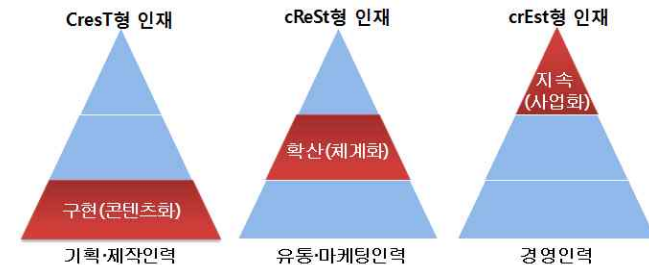 CresT형 인재
cReSt형 인재
crEst형 인재
지속
(사업화)
확산(체계화)
구현(콘텐츠화)
기획·제작인력
유통·마케팅인력
경영인력